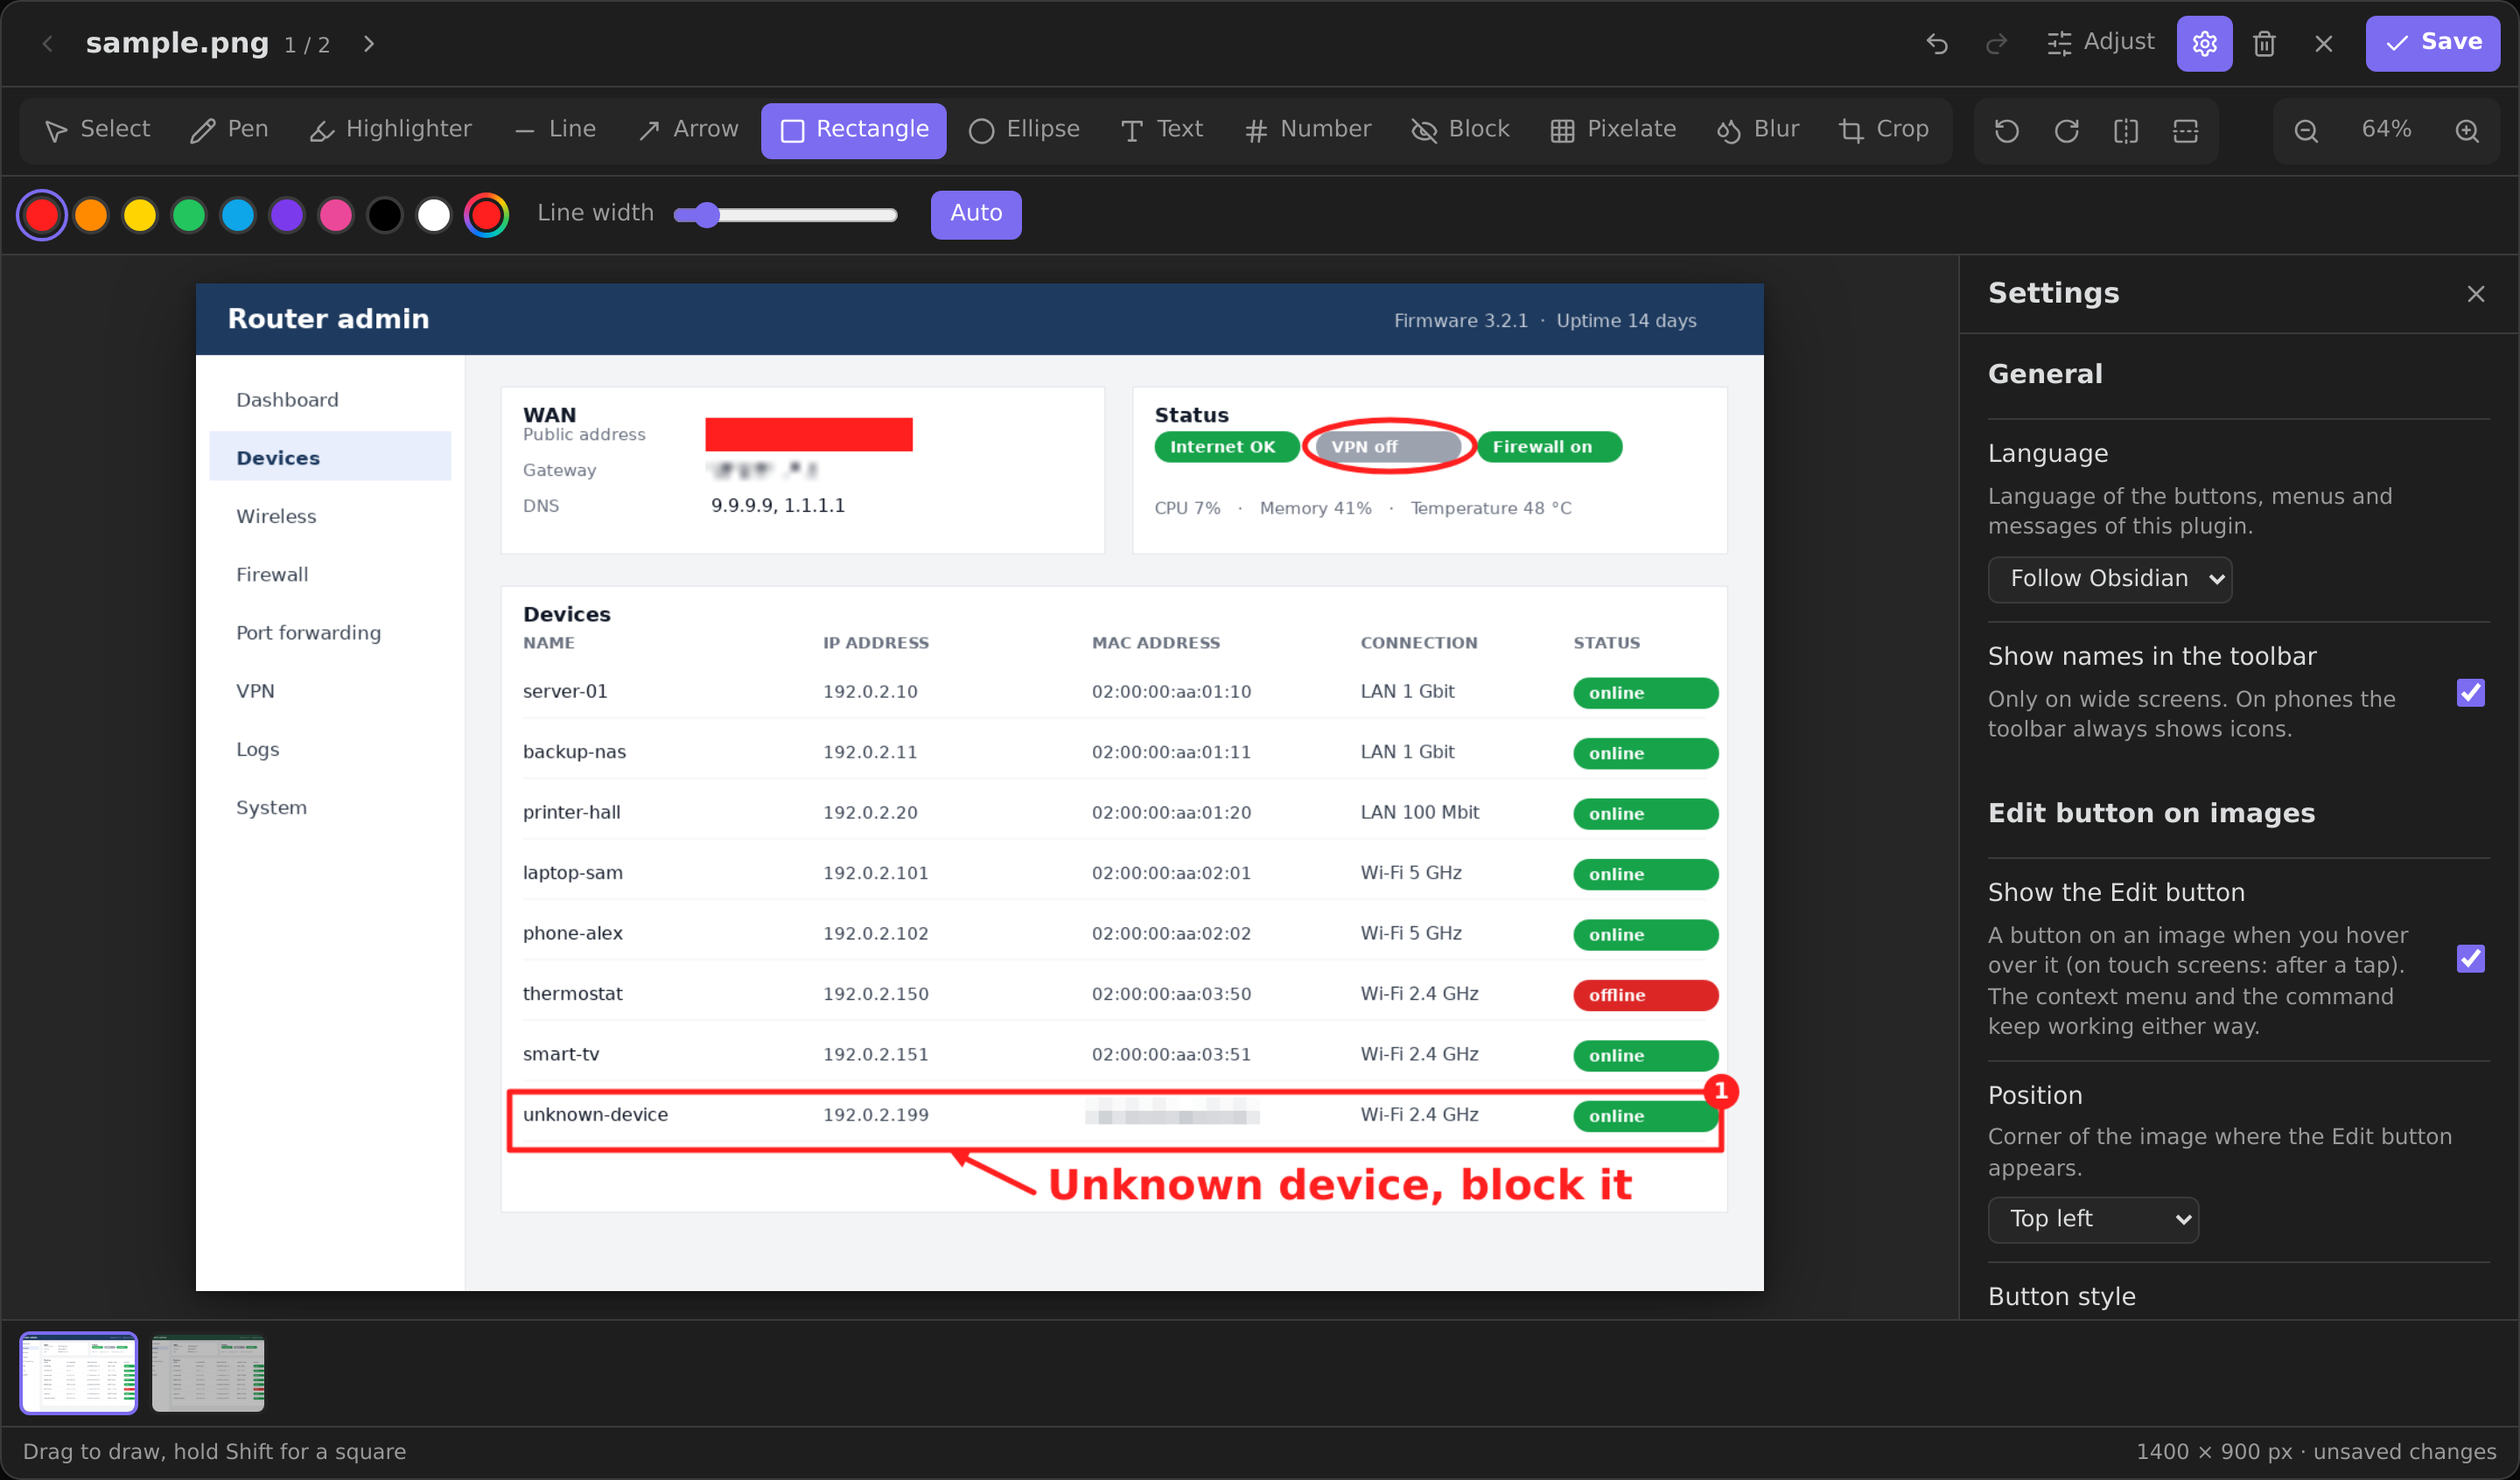 sample.png 1 / 2
Adjust
Save
Select Pen Highlighter Line Arrow Rectangle Ellipse Text Number Block Pixelate Blur Crop 64%
Line width Auto
Router admin
Firmware 3.2.1 · Uptime 14 days
Dashboard
Devices
Wireless
Firewall
Port forwarding
VPN
Logs
System
WAN
Public address
Gateway
DNS 9.9.9.9, 1.1.1.1
Status
Internet OK VPN off Firewall on
CPU 7% · Memory 41% · Temperature 48 °C
Devices
NAME IP ADDRESS MAC ADDRESS CONNECTION STATUS
server-01 192.0.2.10 02:00:00:aa:01:10 LAN 1 Gbit online
backup-nas 192.0.2.11 02:00:00:aa:01:11 LAN 1 Gbit online
printer-hall 192.0.2.20 02:00:00:aa:01:20 LAN 100 Mbit online
laptop-sam 192.0.2.101 02:00:00:aa:02:01 Wi-Fi 5 GHz online
phone-alex 192.0.2.102 02:00:00:aa:02:02 Wi-Fi 5 GHz online
thermostat 192.0.2.150 02:00:00:aa:03:50 Wi-Fi 2.4 GHz offline
smart-tv 192.0.2.151 02:00:00:aa:03:51 Wi-Fi 2.4 GHz online
1
unknown-device 192.0.2.199 Wi-Fi 2.4 GHz online
Unknown device, block it
Settings
General
Language
Language of the buttons, menus and
messages of this plugin.
Follow Obsidian
Show names in the toolbar
Only on wide screens. On phones the
toolbar always shows icons.
Edit button on images
Show the Edit button
A button on an image when you hover
over it (on touch screens: after a tap).
The context menu and the command
keep working either way.
Position
Corner of the image where the Edit button
appears.
Top left
Button style
Drag to draw, hold Shift for a square
1400 × 900 px · unsaved changes